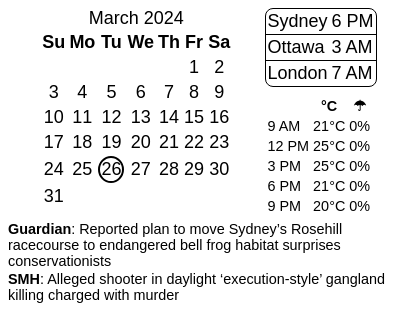 March 2024
Su Mo Tu We Th Fr Sa
1 2
3 4 5 6 7 8 9
10 11 12 13 14 15 16
17 18 19 20 21 22 23
24 25 26 27 28 29 30
31
Sydney 6 PM
Ottawa 3 AM
London 7 AM
°C ☂
9 AM 21°C 0%
12 PM 25°C 0%
3 PM 25°C 0%
6 PM 21°C 0%
9 PM 20°C 0%
Guardian: Reported plan to move Sydney’s Rosehill
racecourse to endangered bell frog habitat surprises
conservationists
SMH: Alleged shooter in daylight ‘execution-style’ gangland
killing charged with murder